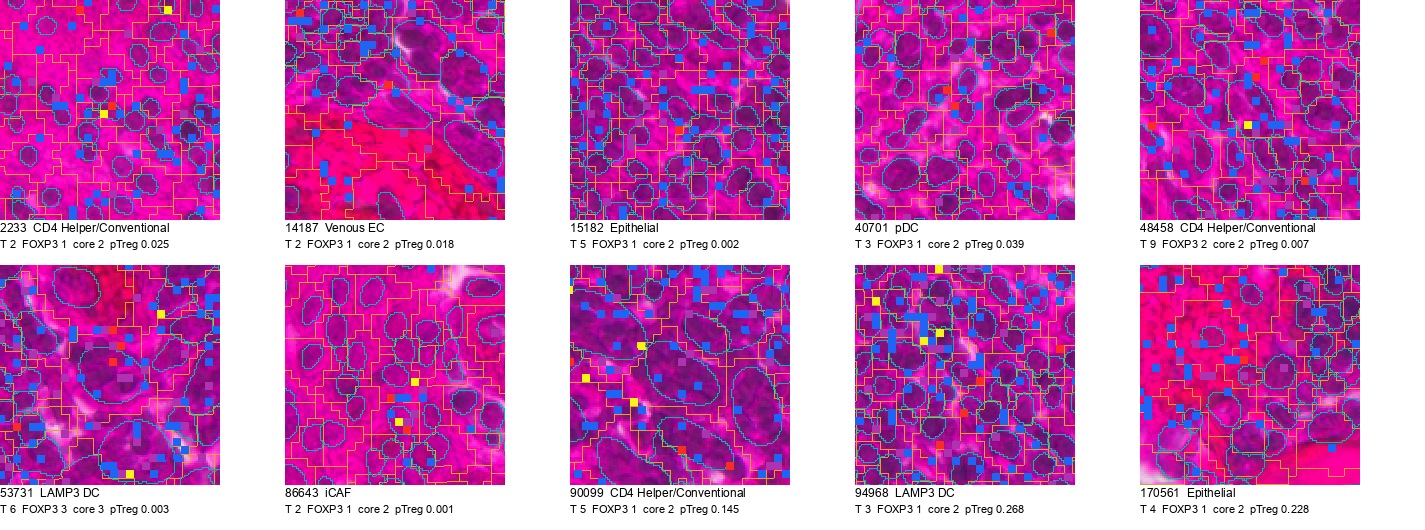 2233 CD4 Helper/Conventional
T 2 FOXP3 1 core 2 pTreg 0.025
14187 Venous EC
T 2 FOXP3 1 core 2 pTreg 0.018
15182 Epithelial
T 5 FOXP3 1 core 2 pTreg 0.002
40701 pDC
T 3 FOXP3 1 core 2 pTreg 0.039
48458 CD4 Helper/Conventional
T 9 FOXP3 2 core 2 pTreg 0.007
53731 LAMP3 DC
T 6 FOXP3 3 core 3 pTreg 0.003
86643 iCAF
T 2 FOXP3 1 core 2 pTreg 0.001
90099 CD4 Helper/Conventional
T 5 FOXP3 1 core 2 pTreg 0.145
94968 LAMP3 DC
T 3 FOXP3 1 core 2 pTreg 0.268
170561 Epithelial
T 4 FOXP3 1 core 2 pTreg 0.228